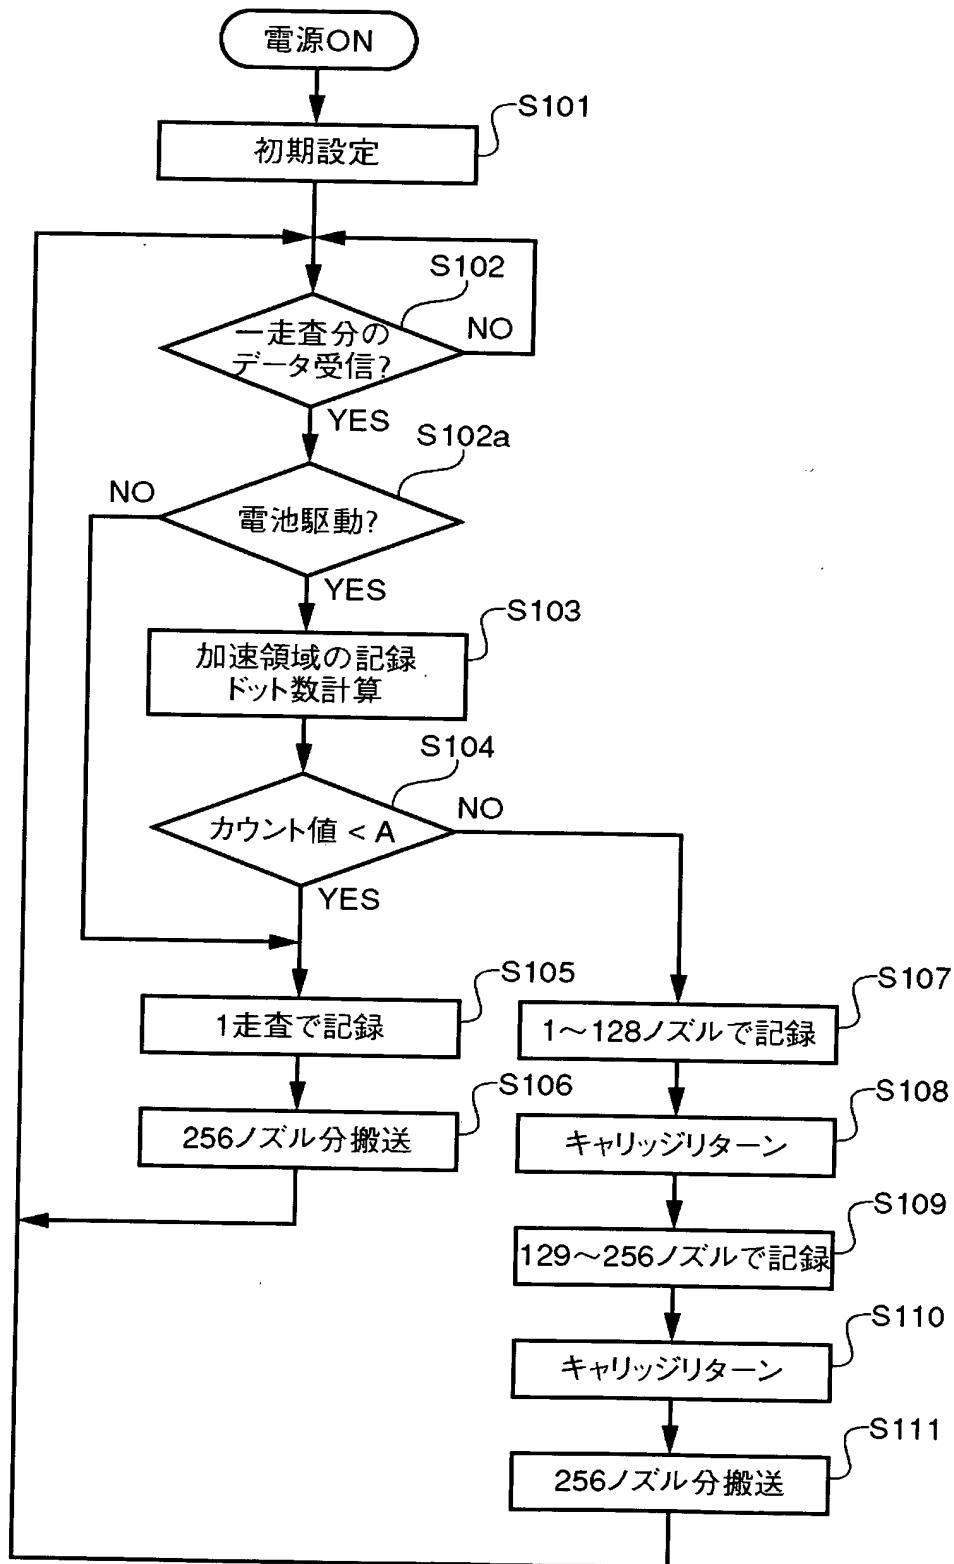 電源ON
S101
初期設定
S102
一走査分の
データ受信?
NO
YES
S102a
NO
電池駆動?
YES
S103
加速領域の記録
ドット数計算
S104
カウント値 < A
NO
YES
S105
1走査で記録
S106
256ノズル分搬送
S107
1〜128ノズルで記録
S108
キャリッジリターン
S109
129〜256ノズルで記録
S110
キャリッジリターン
S111
256ノズル分搬送